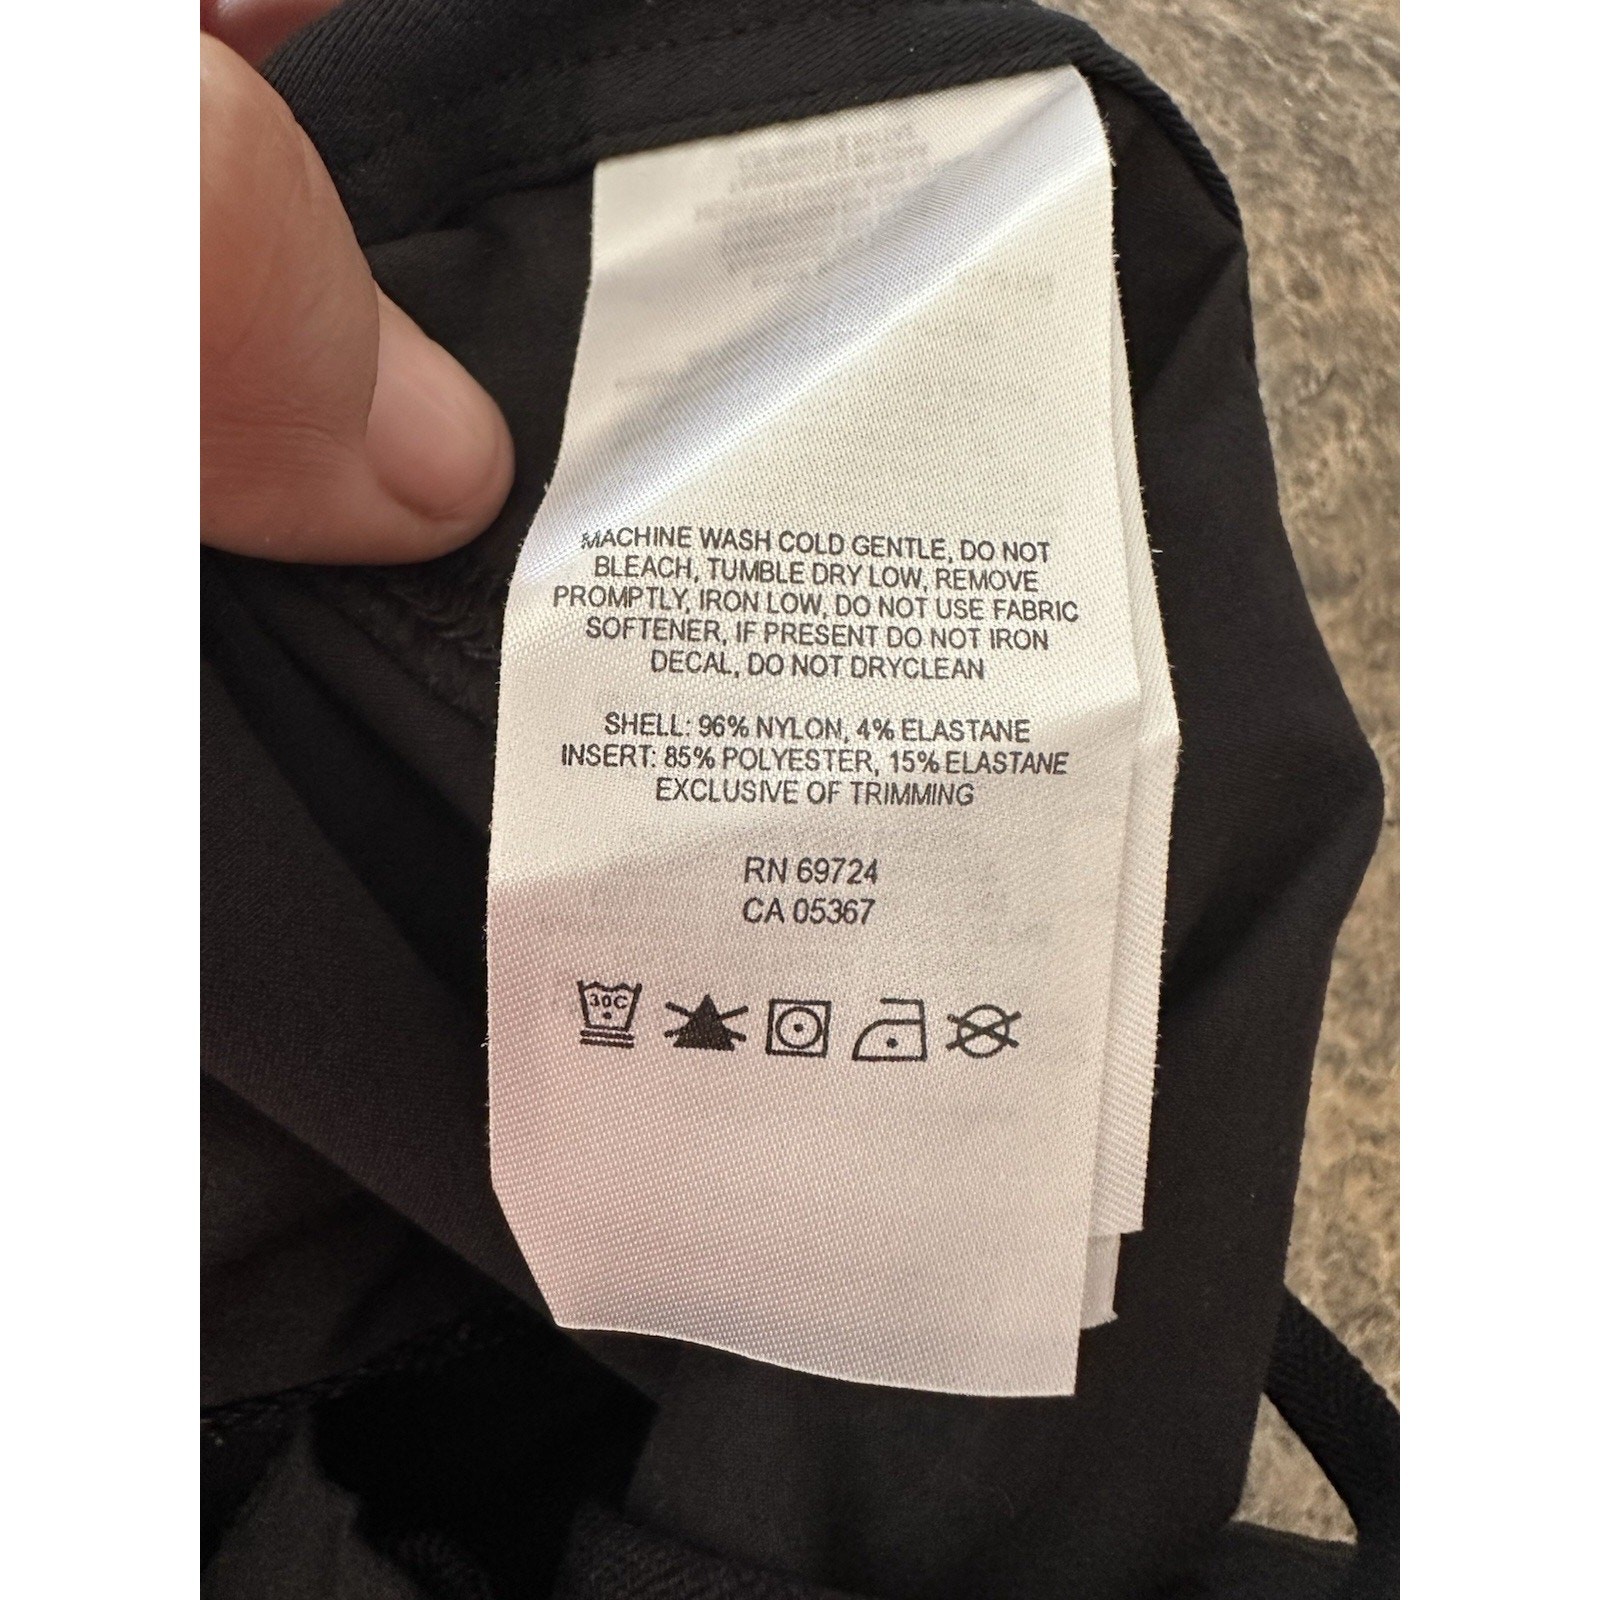 MACHINE WASH COLD GENTLE, DO NOT
BLEACH, TUMBLE DRY LOW, REMOVE
PROMPTLY, IRON LOW, DO NOT USE FABRIC
SOFTENER, IF PRESENT DO NOT IRON
DECAL, DO NOT DRYCLEAN
SHELL: 96% NYLON, 4% ELASTANE
INSERT: 85% POLYESTER, 15% ELASTANE
EXCLUSIVE OF TRIMMING
RN 69724
CA 05367
30C